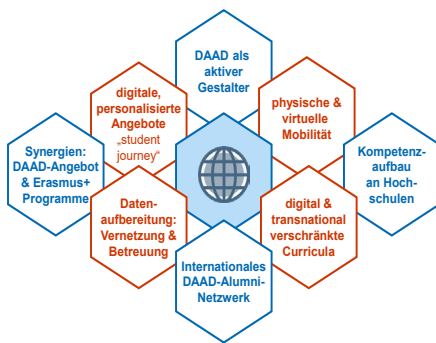 DAAD als
aktiver
Gestalter
digitale,
personalisierte
Angebote
„student
journey“
physische &
virtuelle
Mobilität
Synergien:
DAAD-Angebot
& Erasmus+
Programme
Kompetenz-
aufbau
an Hoch-
schulen
Daten-
aufbereitung:
Vernetzung &
Betreuung
digital &
transnational
verschränkte
Curricula
Internationales
DAAD-Alumni-
Netzwerk